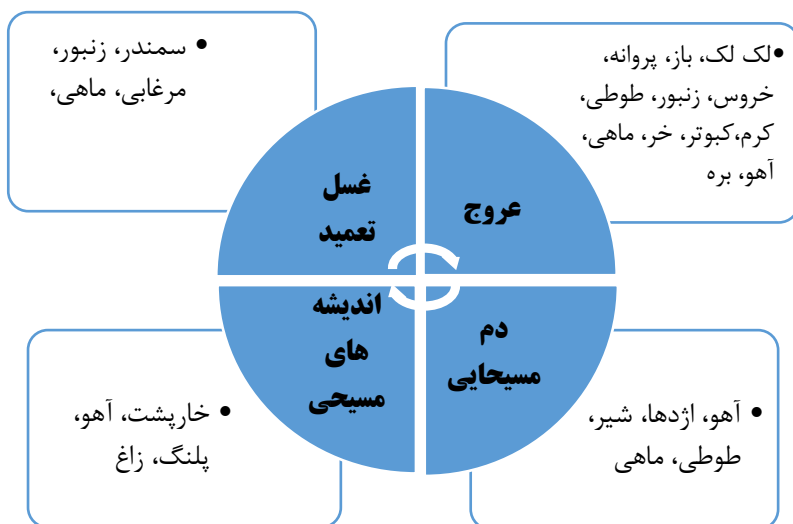 •لک لک، باز، پروانه،
خروس، زنبور، طوطی،
کرم،کبوتر، خر، ماهی،
آهو، بره
• سمندر، زنبور،
مرغابی، ماهی،
عروج
غسل
تعمید
دم
مسیحایی
اندیشه
های
مسیحی
• آهو، اژدها، شیر،
طوطی، ماهی
• خارپشت، آهو،
پلنگ، زاغ